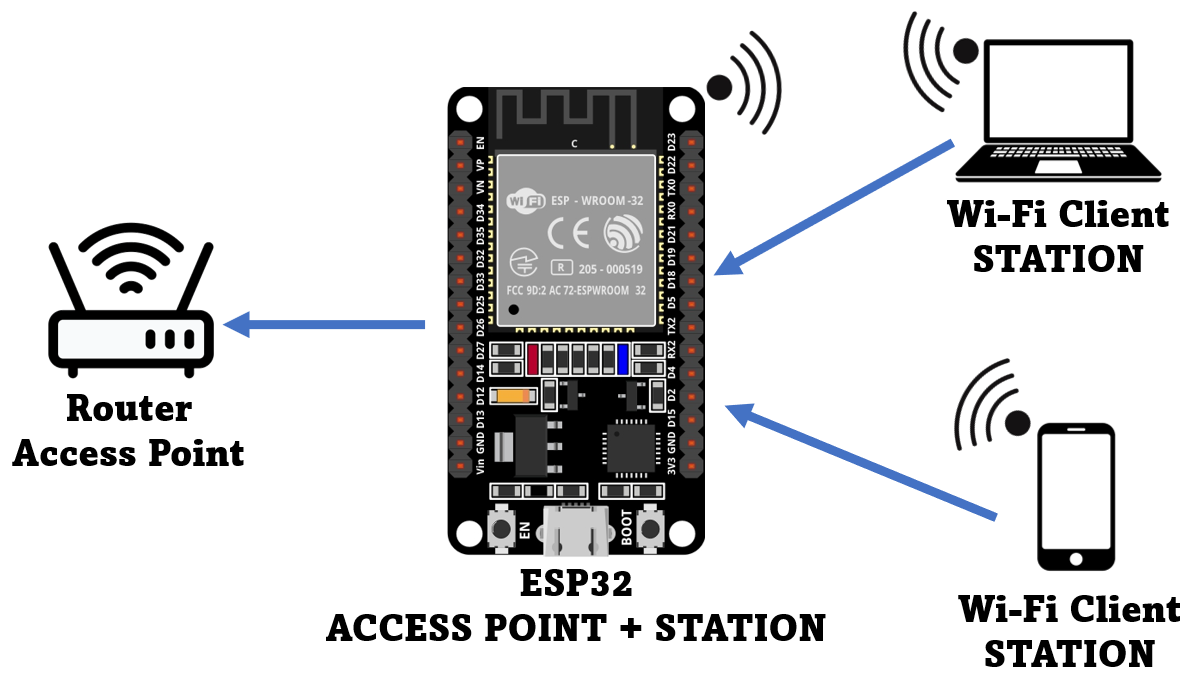 C
EN
VP
VN
D34
D35
D32
D33
D25
D26
D27
D14
D12
D13
GND
Vin
D23
D22
TX0
RX0
D21
D19
D18
D5
TX2
RX2
D4
D2
D15
GND
3V3
WiFi ESP - WROOM -32
CE
R 205 - 000519
FCC 9D:2 AC 72-ESPWROOM 32
EN
BOOT
Router
Access Point
ESP32
ACCESS POINT + STATION
Wi-Fi Client
STATION
Wi-Fi Client
STATION